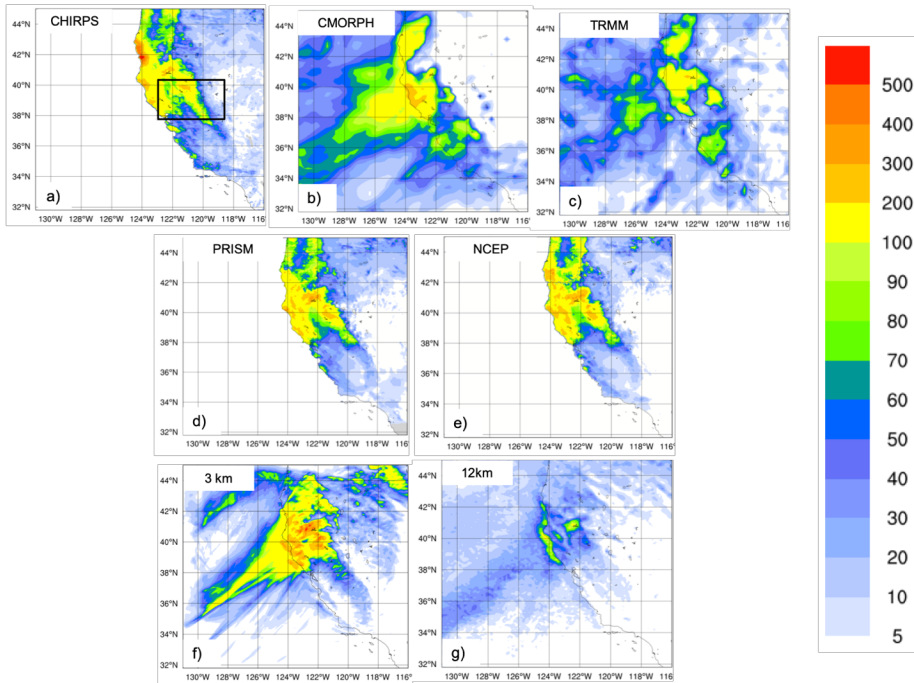 CHIRPS
44°N
42°N
40°N
38°N
36°N
34°N
32°N
a)
130°W 128°W 126°W 124°W 122°W 120°W 118°W 116°
CMORPH
44°N
42°N
40°N
38°N
36°N
34°N
32°N
b)
130°W 128°W 126°W 124°W 122°W 120°W 118°W 116°
TRMM
44°N
42°N
40°N
38°N
36°N
34°N
32°N
c)
130°W 128°W 126°W 124°W 122°W 120°W 118°W 116°
PRISM
44°N
42°N
40°N
38°N
36°N
34°N
32°N
d)
130°W 128°W 126°W 124°W 122°W 120°W 118°W 116°
NCEP
44°N
42°N
40°N
38°N
36°N
34°N
32°N
e)
130°W 128°W 126°W 124°W 122°W 120°W 118°W 116°
3 km
44°N
42°N
40°N
38°N
36°N
34°N
32°N
f)
130°W 128°W 126°W 124°W 122°W 120°W 118°W 116°
12km
44°N
42°N
40°N
38°N
36°N
34°N
32°N
g)
130°W 128°W 126°W 124°W 122°W 120°W 118°W 116°
500
400
300
200
100
90
80
70
60
50
40
30
20
10
5